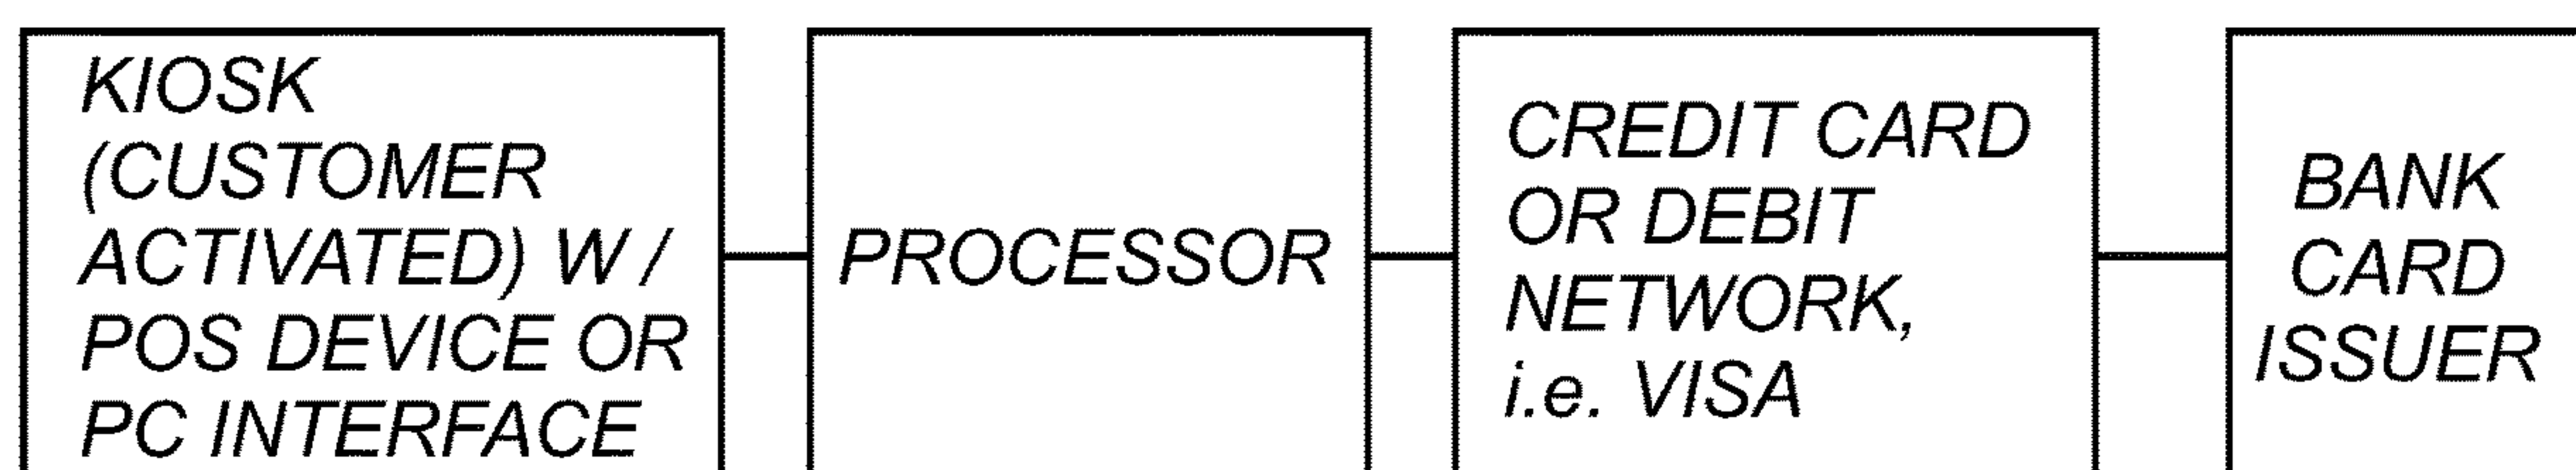 KIOSK
(CUSTOMER
ACTIVATED) W /
POS DEVICE OR
PC INTERFACE
PROCESSOR
CREDIT CARD
OR DEBIT
NETWORK,
i.e. VISA
BANK
CARD
ISSUER